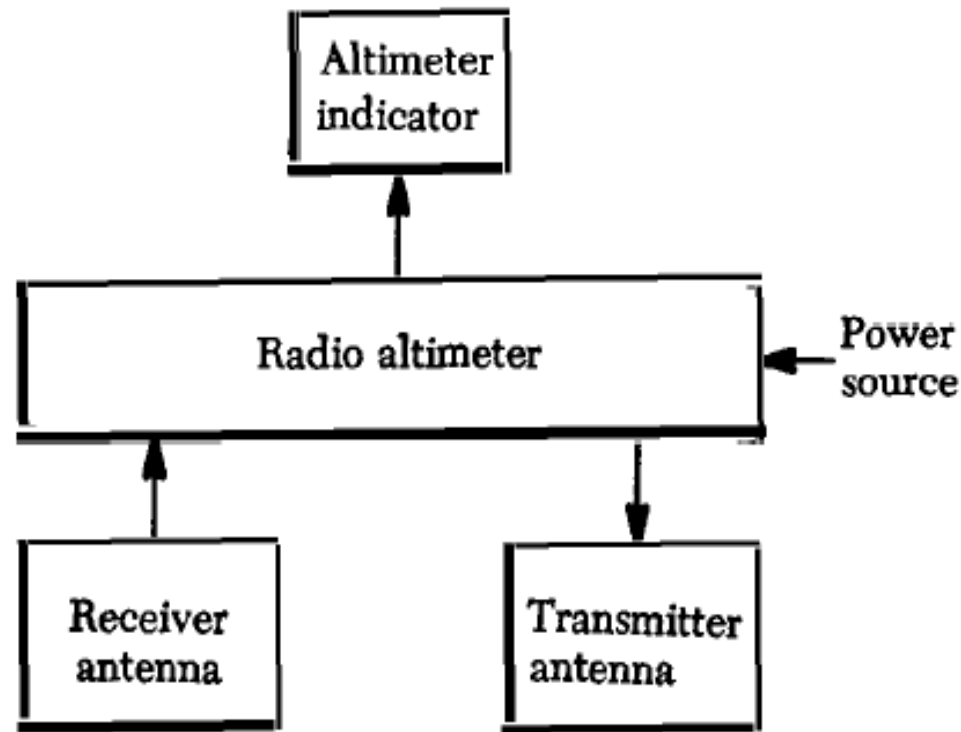 Altimeter
indicator
Radio altimeter
Power
source
Receiver
antenna
Transmitter
antenna